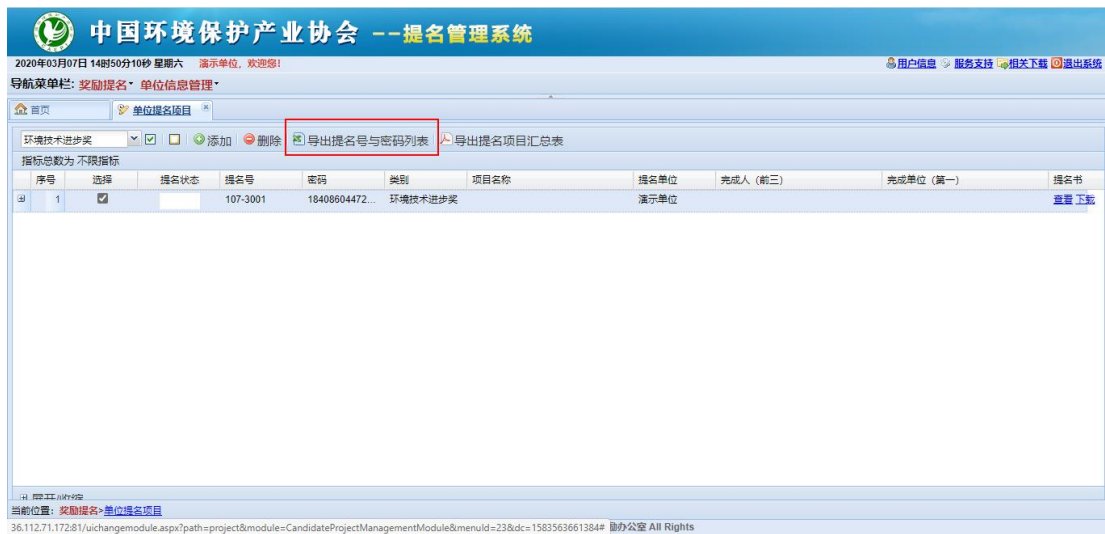 中国环境保护产业协会 --提名管理系统
2020年03月07日 14时50分10秒 星期六 演示单位, 欢迎您! 用户信息 服务支持 相关下载 退出系统
导航菜单栏: 奖励提名 单位信息管理
首页 单位提名项目
环境技术进步奖 添加 删除 导出提名号与密码列表 导出提名项目汇总表
指标总数为 不限指标
序号 选择 提名状态 提名号 密码 类别 项目名称 提名单位 完成人 (前三) 完成单位 (第一) 提名书
1 107-3001 18408604472... 环境技术进步奖 演示单位 查看 下载
展开/收缩
当前位置: 奖励提名>单位提名项目
36.112.71.172:81/uichangemodule.aspx?path=project&module=CandidateProjectManagementModule&menuId=23&dc=1583563661384# 励办公室 All Rights